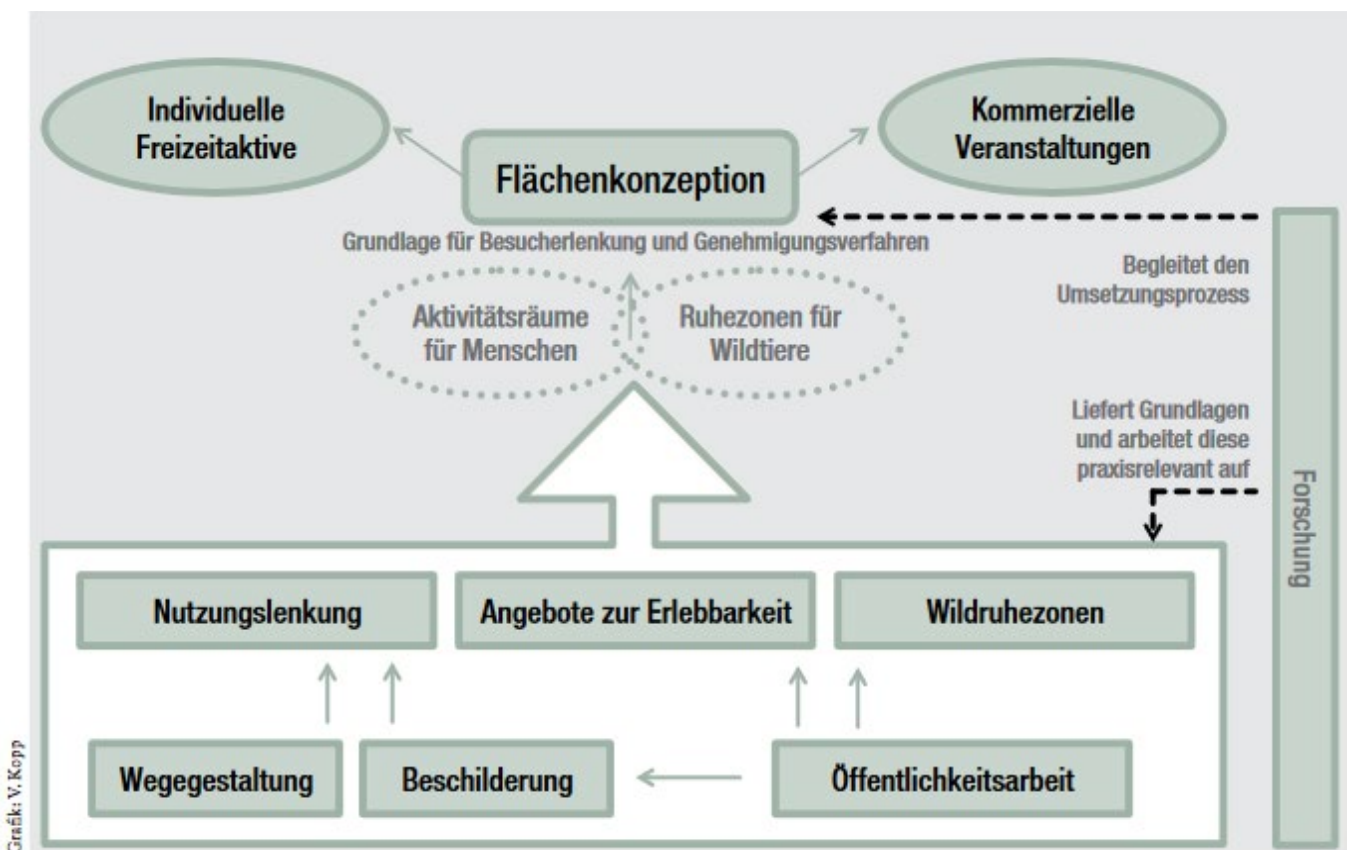 Individuelle
Freizeitaktive
Kommerzielle
Veranstaltungen
Flächenkonzeption
Grundlage für Besucherlenkung und Genehmigungsverfahren
Begleitet den
Umsetzungsprozess
Aktivitätsräume
für Menschen
Ruhezonen für
Wildtiere
Liefert Grundlagen
und arbeitet diese
praxisrelevant auf
Forschung
Nutzungslenkung
Angebote zur Erlebbarkeit
Wildruhezonen
Wegegestaltung
Beschilderung
Öffentlichkeitsarbeit
Grafik: V. Kopp